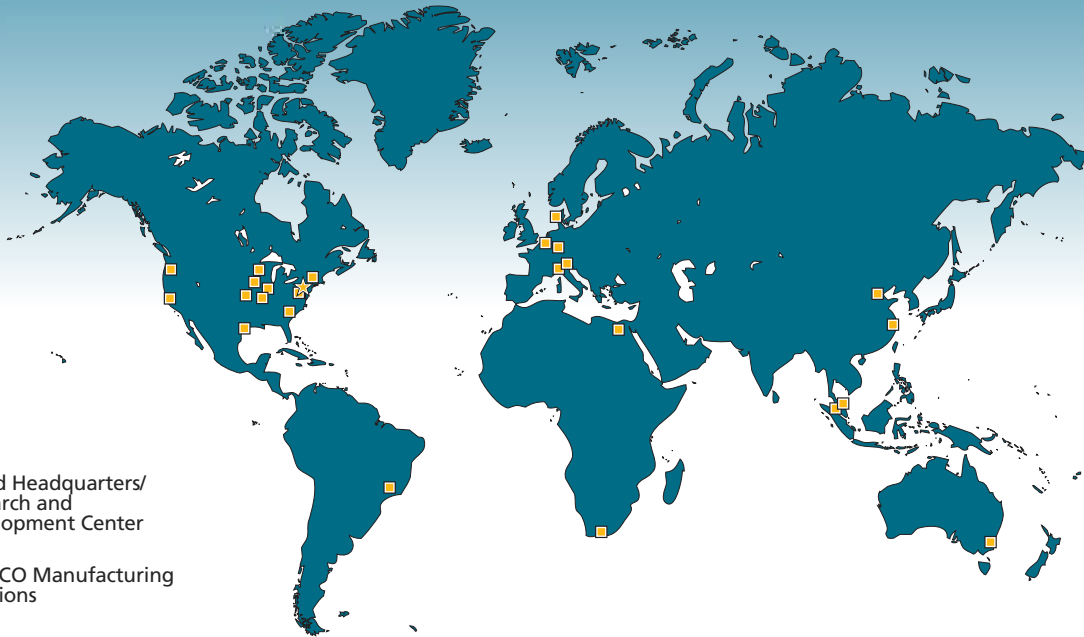 d Headquarters/
arch and
opment Center
CO Manufacturing
ions